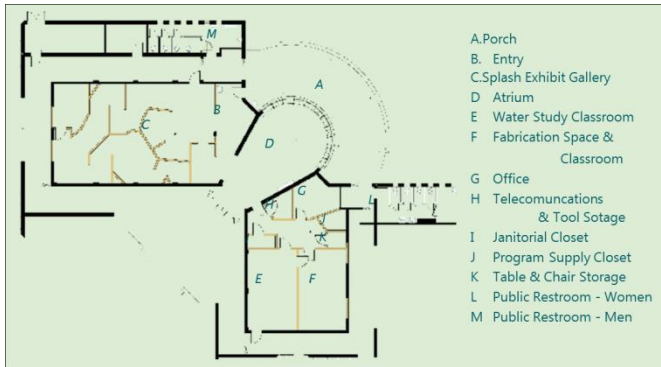 M
A
B
C
D
G
H
L
J
K
E
F
A.Porch
B. Entry
C.Splash Exhibit Gallery
D Atrium
E Water Study Classroom
F Fabrication Space &
Classroom
G Office
H Telecomuncations
& Tool Sotage
I Janitorial Closet
J Program Supply Closet
K Table & Chair Storage
L Public Restroom - Women
M Public Restroom - Men